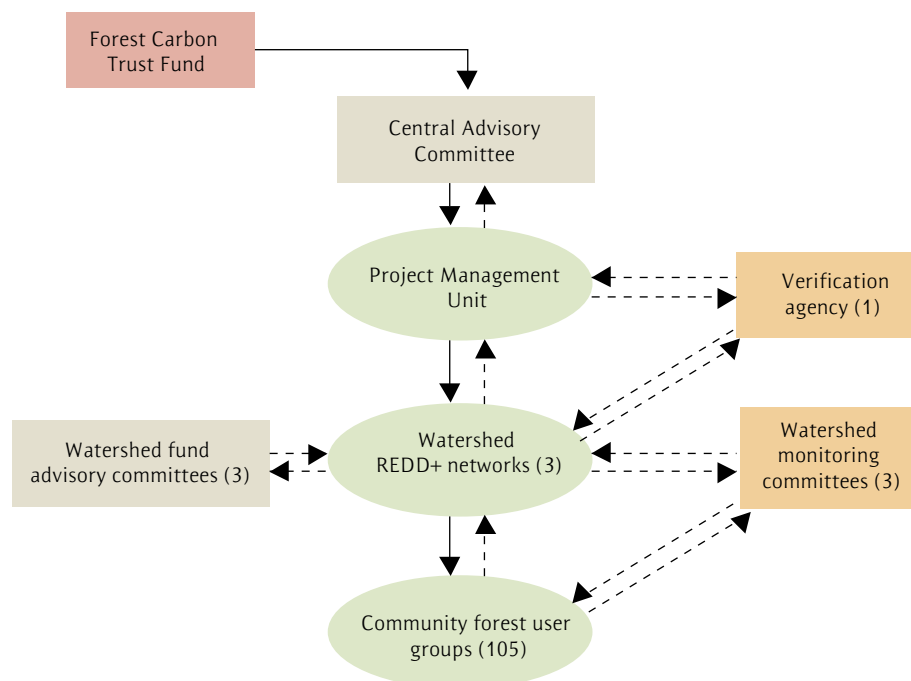 Forest Carbon
Trust Fund
Central Advisory
Committee
Project Management
Unit
Verification
agency (1)
Watershed fund
advisory committees (3)
Watershed
REDD+ networks (3)
Watershed
monitoring
committees (3)
Community forest user
groups (105)